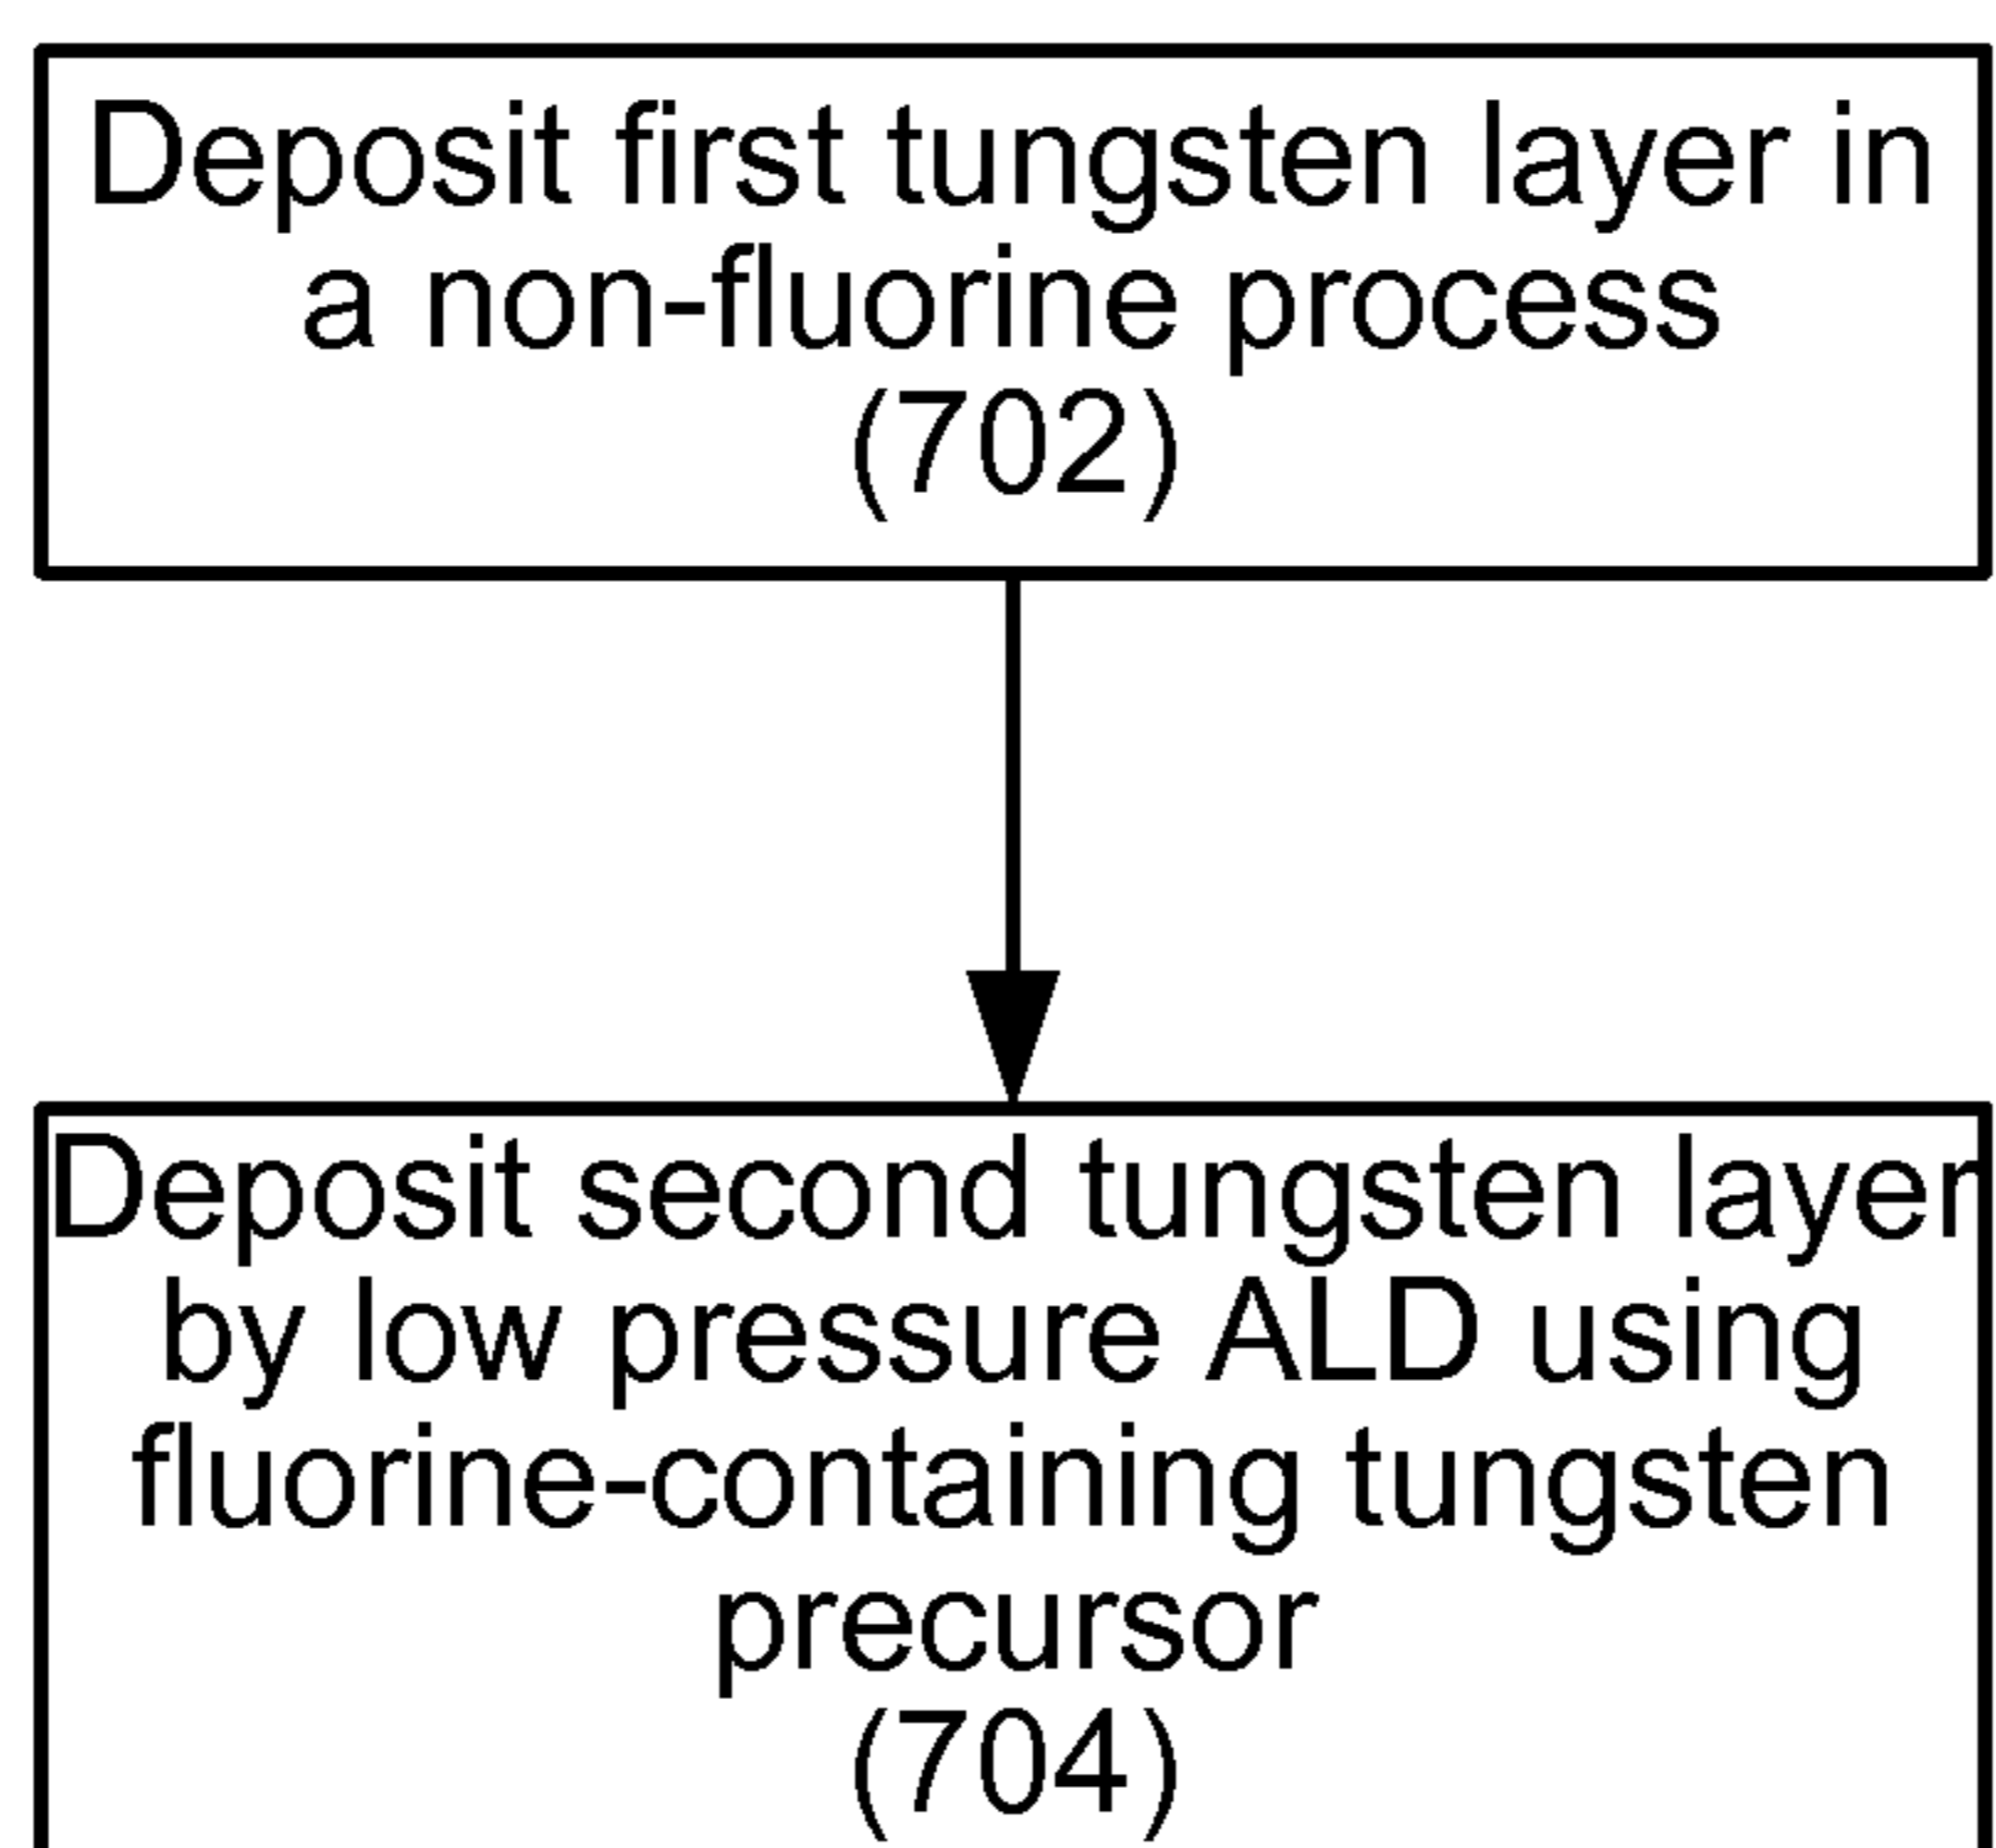 Deposit first tungsten layer in
a non-fluorine process
(702)
Deposit second tungsten layer
by low pressure ALD using
fluorine-containing tungsten
precursor
(704)